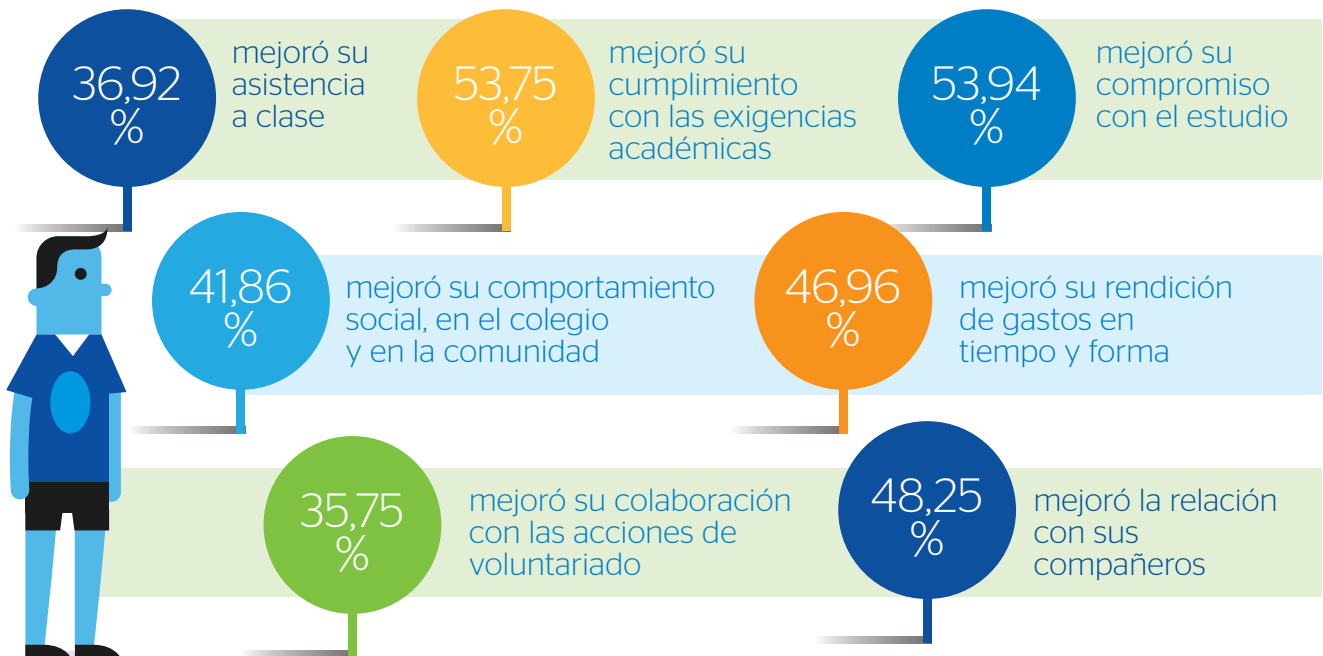 36,92
%
mejoró su
asistencia
a clase
53,75
%
mejoró su
cumplimiento
con las exigencias
académicas
53,94
%
mejoró su
compromiso
con el estudio
41,86
%
mejoró su comportamiento
social, en el colegio
y en la comunidad
46,96
%
mejoró su rendición
de gastos en
tiempo y forma
35,75
%
mejoró su colaboración
con las acciones de
voluntariado
48,25
%
mejoró la relación
con sus
compañeros